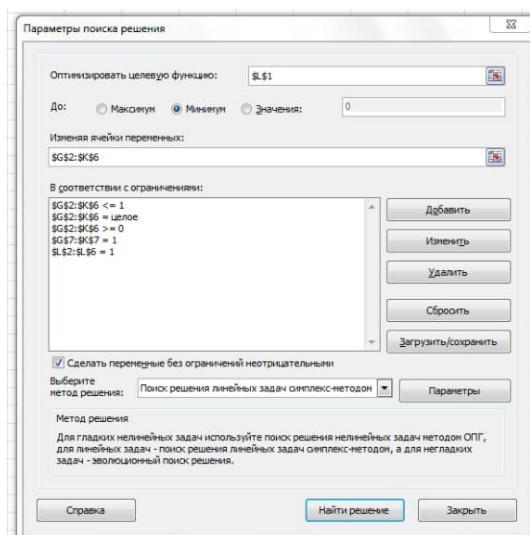 Параметры поиска решения
Оптимизировать целевую функцию: $L$1
До: Максимум Минимум Значения: 0
Изменяя ячейки переменных:
$G$2:$K$6
В соответствии с ограничениями:
$G$2:$K$6 <= 1
$G$2:$K$6 = целое
$G$2:$K$6 >= 0
$G$7:$K$7 = 1
$L$2:$L$6 = 1
Добавить
Изменить
Удалить
Сбросить
Загрузить/сохранить
Сделать переменные без ограничений неотрицательными
Выберите
метод решения: Поиск решения линейных задач симплекс-методом Параметры
Метод решения
Для гладких нелинейных задач используйте поиск решения нелинейных задач методом ОПГ,
для линейных задач - поиск решения линейных задач симплекс-методом, а для негладких
задач - эволюционный поиск решения.
Справка Найти решение Закрыть